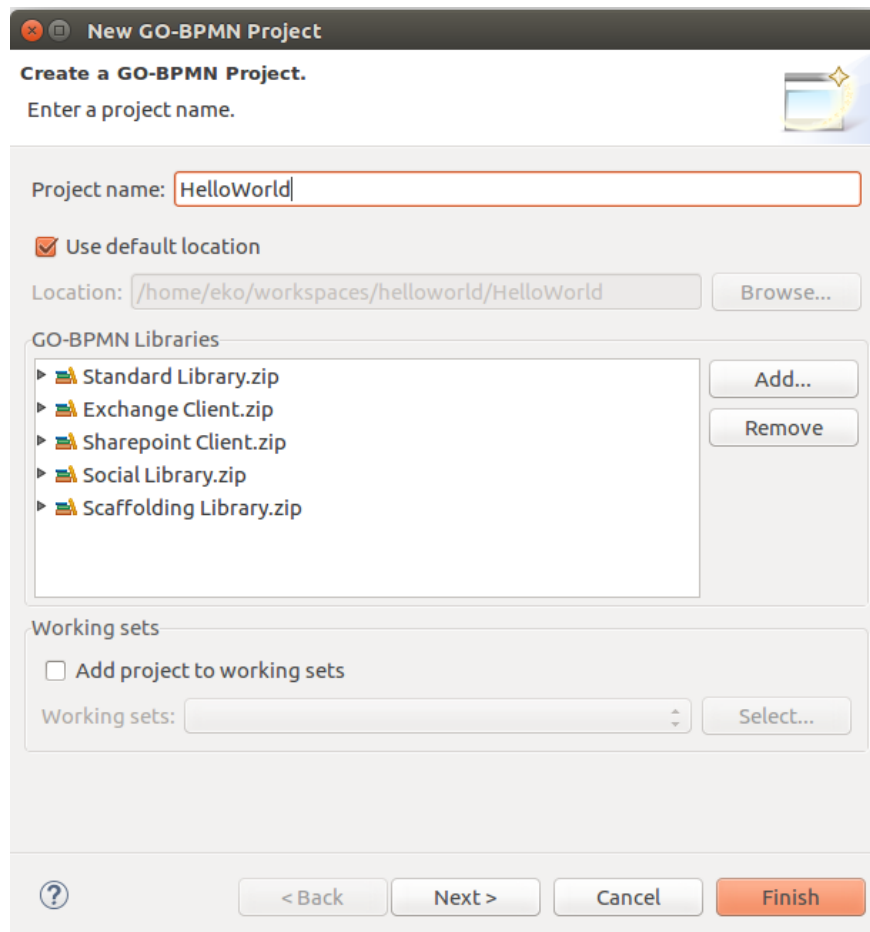 New GO-BPMN Project
Create a GO-BPMN Project.
Enter a project name.
Project name: HelloWorld
Use default location
Location: /home/eko/workspaces/helloworld/HelloWorld Browse...
GO-BPMN Libraries
Standard Library.zip Add...
Exchange Client.zip
Sharepoint Client.zip Remove
Social Library.zip
Scaffolding Library.zip
Working sets
Add project to working sets
Working sets: Select...
? < Back Next > Cancel Finish